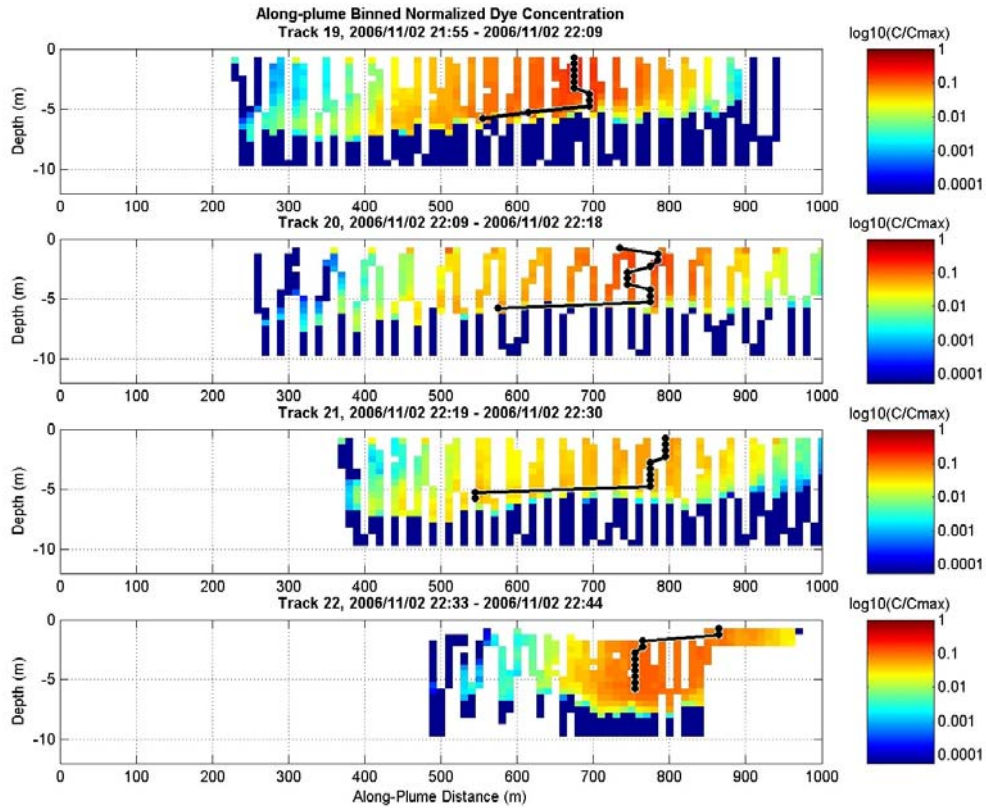 Along-plume Binned Normalized Dye Concentration
Track 19, 2006/11/02 21:55 - 2006/11/02 22:09
log10(C/Cmax)
0
-5
-10
Depth (m)
0 100 200 300 400 500 600 700 800 900 1000
1
0.1
0.01
0.001
0.0001
Track 20, 2006/11/02 22:09 - 2006/11/02 22:18
log10(C/Cmax)
0
-5
-10
Depth (m)
0 100 200 300 400 500 600 700 800 900 1000
1
0.1
0.01
0.001
0.0001
Track 21, 2006/11/02 22:19 - 2006/11/02 22:30
log10(C/Cmax)
0
-5
-10
Depth (m)
0 100 200 300 400 500 600 700 800 900 1000
1
0.1
0.01
0.001
0.0001
Track 22, 2006/11/02 22:33 - 2006/11/02 22:44
log10(C/Cmax)
0
-5
-10
Depth (m)
0 100 200 300 400 500 600 700 800 900 1000
Along-Plume Distance (m)
1
0.1
0.01
0.001
0.0001